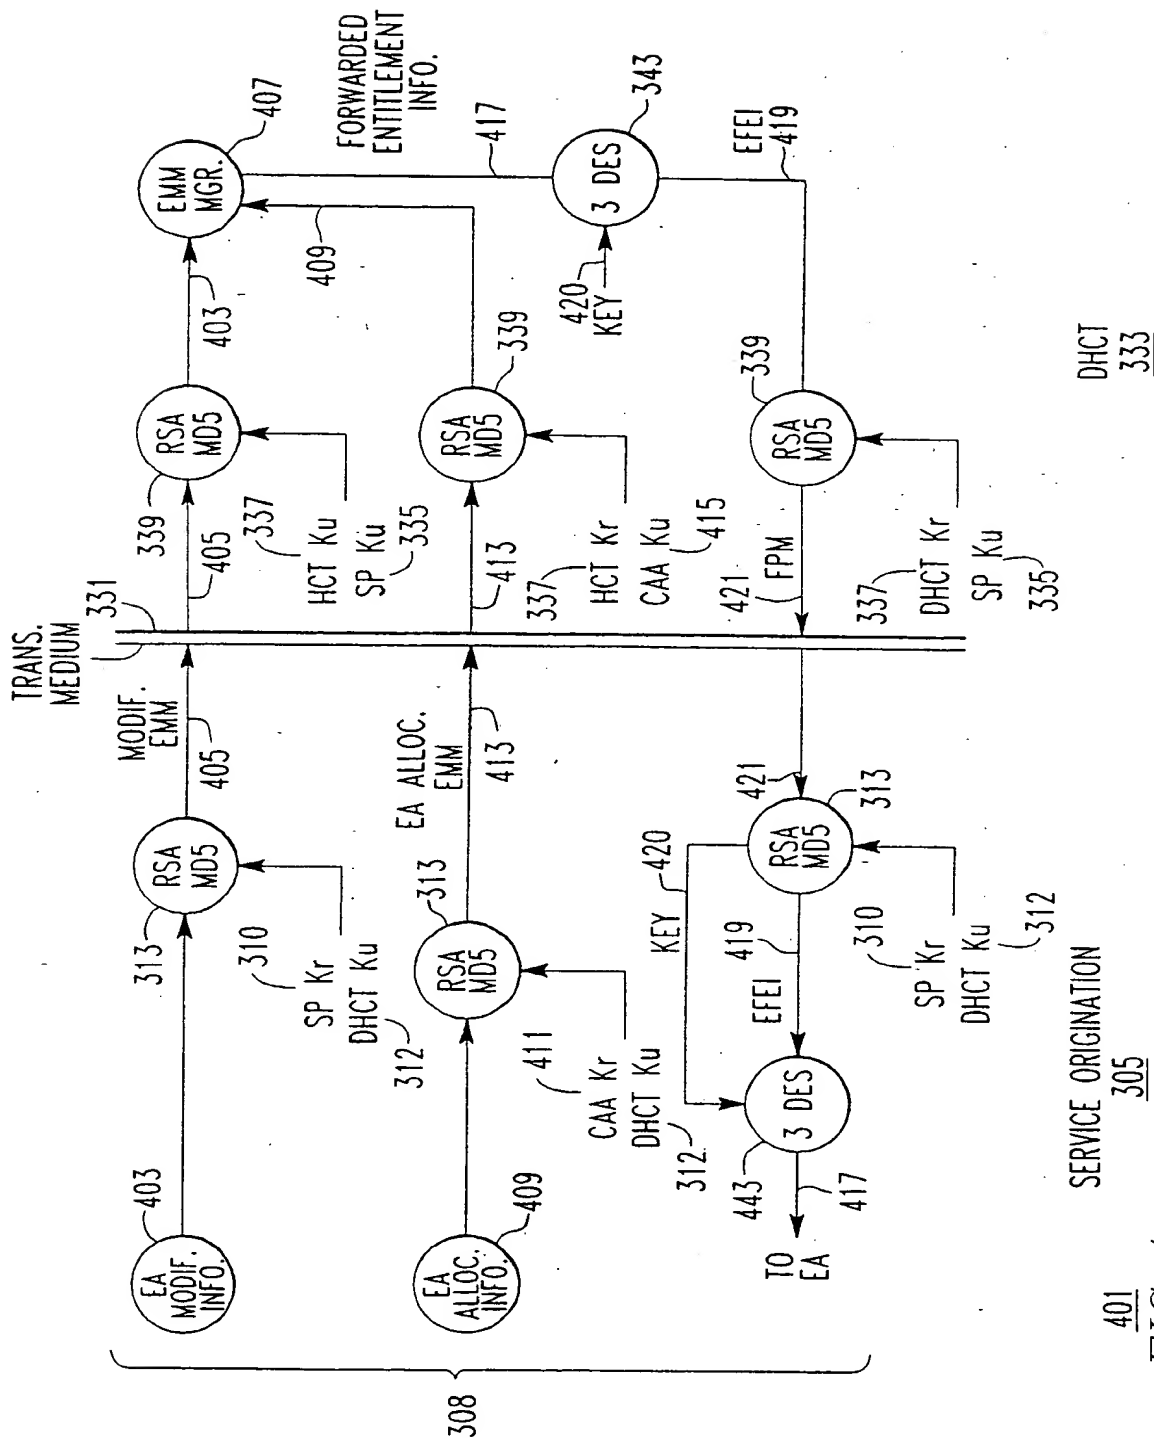 TRANS.
MEDIUM
331
308
EA
MODIF.
INFO.
403
313
RSA
MD5
310
SP Kr
DHCT Ku
312
MODIF.
EMM
405
405
339
RSA
MD5
337
HCT Ku
SP Ku
335
403
EMM
MGR.
407
409
FORWARDED
ENTITLEMENT
INFO.
417
EA
ALLOC.
INFO.
409
411
CAA Kr
DHCT Ku
312
RSA
MD5
313
EA ALLOC.
EMM
413
413
337
HCT Kr
CAA Ku
415
RSA
MD5
339
420
KEY
3 DES
343
EFEI
419
TO
EA
417
443
3 DES
KEY
420
EFEI
419
RSA
MD5
313
310
SP Kr
DHCT Ku
312
421
421
FPM
RSA
MD5
339
337
DHCT Kr
SP Ku
335
SERVICE ORIGINATION
305
DHCT
333
401